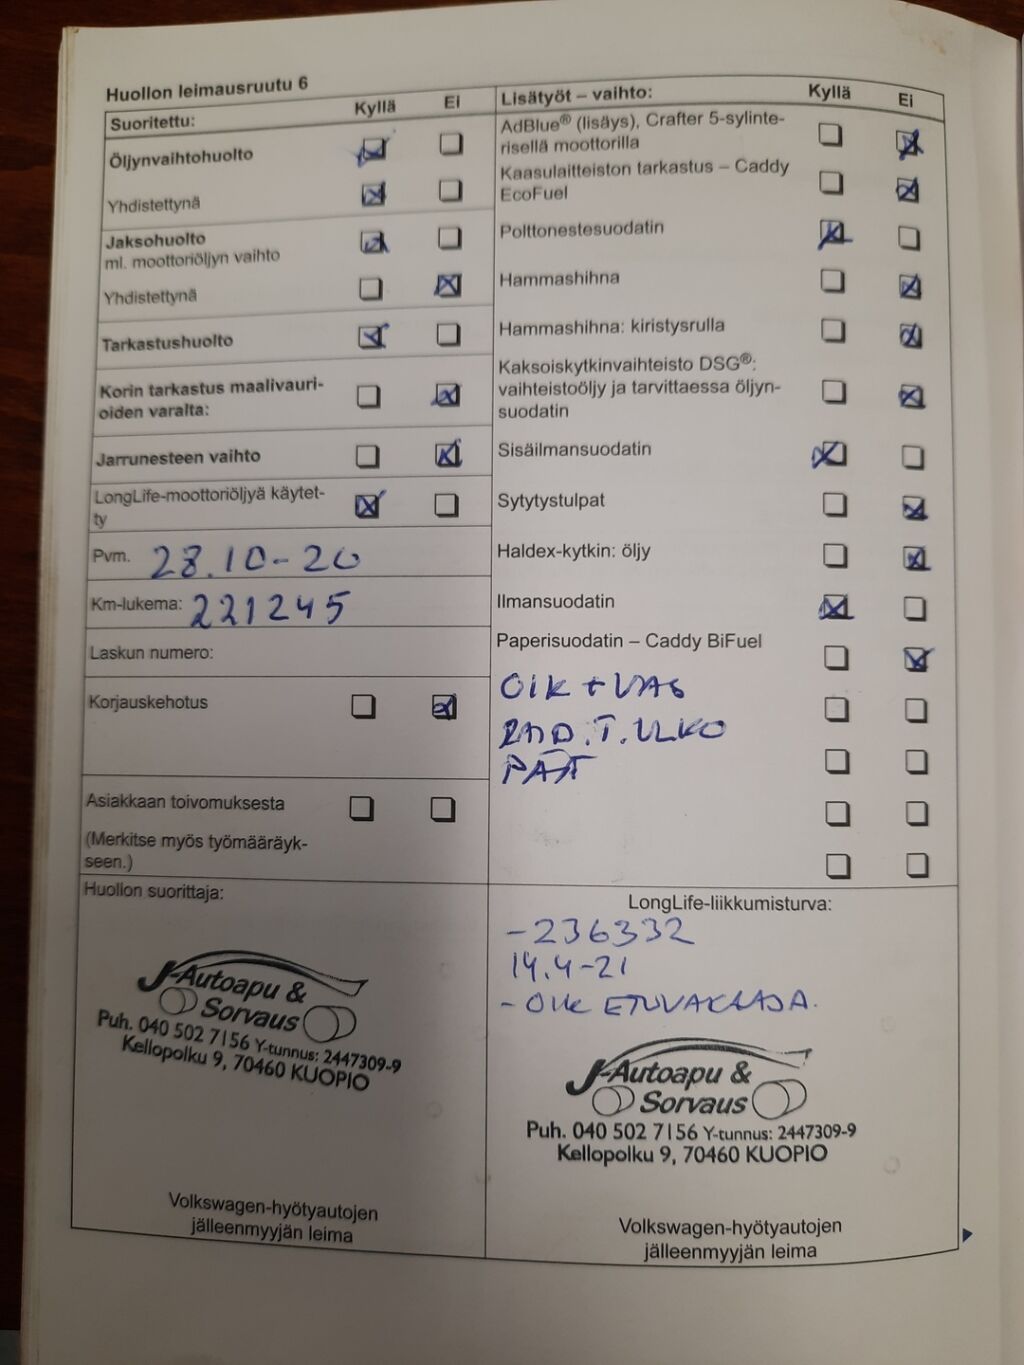 Huollon leimausruutu 6
Suoritettu: Kyllä Ei
Öljynvaihtohuolto
Yhdistettynä
Jaksohuolto
ml. moottoriöljyn vaihto
Yhdistettynä
Tarkastushuolto
Korin tarkastus maalivauri-
oiden varalta:
Jarrunesteen vaihto
LongLife-moottoriöljyä käytet-
ty
Pvm. 28.10-20
Km-lukema: 221245
Laskun numero:
Korjauskehotus
Asiakkaan toivomuksesta
(Merkitse myös työmääräyk-
seen.)
Huollon suorittaja:
J-Autoapu &
Sorvaus
Puh. 040 502 7156 Y-tunnus: 2447309-9
Kellopolku 9, 70460 KUOPIO
Volkswagen-hyötyautojen
jälleenmyyjän leima
Lisätyöt – vaihto: Kyllä Ei
AdBlue® (lisäys), Crafter 5-sylinte-
risellä moottorilla
Kaasulaitteiston tarkastus – Caddy
EcoFuel
Polttonestesuodatin
Hammashihna
Hammashihna: kiristysrulla
Kaksoiskytkinvaihteisto DSG®:
vaihteistoöljy ja tarvittaessa öljyn-
suodatin
Sisäilmansuodatin
Sytytystulpat
Haldex-kytkin: öljy
Ilmansuodatin
Paperisuodatin – Caddy BiFuel
OIK + VAS
RAD.T.ULKO
PÄÄT
LongLife-liikkumisturva:
-236332
14.4-21
- OIK ETUVAKAAJA.
J-Autoapu &
Sorvaus
Puh. 040 502 7156 Y-tunnus: 2447309-9
Kellopolku 9, 70460 KUOPIO
Volkswagen-hyötyautojen
jälleenmyyjän leima